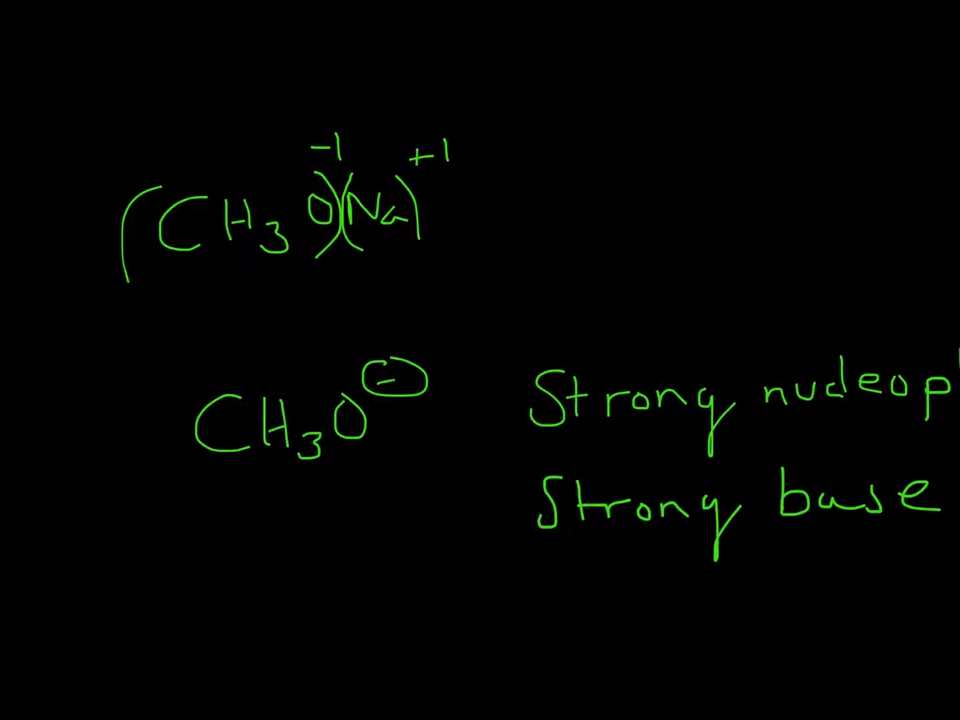 (CH₃O)⁻¹(Na)⁺¹
CH₃O⊖
Strong nucleop
Strong base